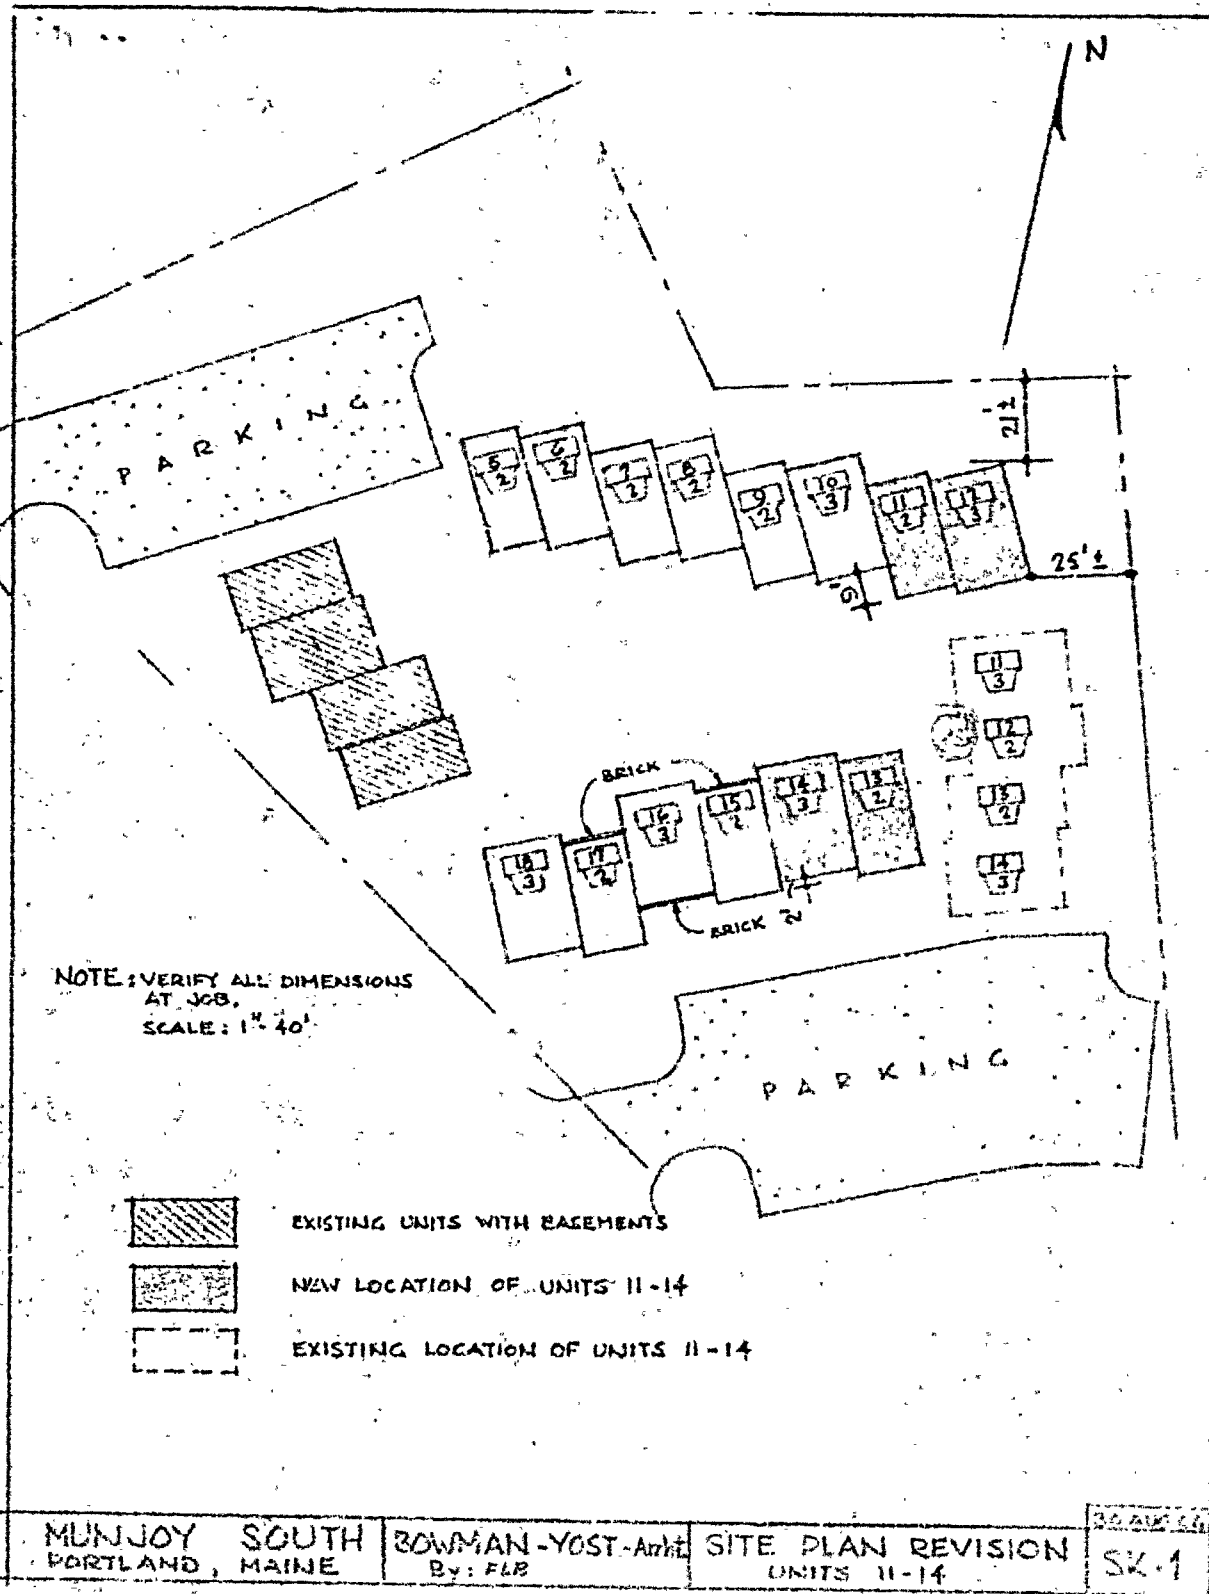 N
PARKING
21'±
5
2
6
2
7
2
8
2
9
2
10
3
11
2
12
3
25'±
6'
11
3
12
2
13
2
14
3
BRICK
18
3
17
2
16
3
15
2
14
3
13
2
BRICK
2'
NOTE: VERIFY ALL DIMENSIONS
AT JOB.
SCALE: 1"-40'
PARKING
EXISTING UNITS WITH EASEMENTS
NEW LOCATION OF UNITS 11-14
EXISTING LOCATION OF UNITS 11-14
MUNJOY SOUTH
PORTLAND, MAINE
BOWMAN-YOST-Archt
By: FLB
SITE PLAN REVISION
UNITS 11-14
SK-1